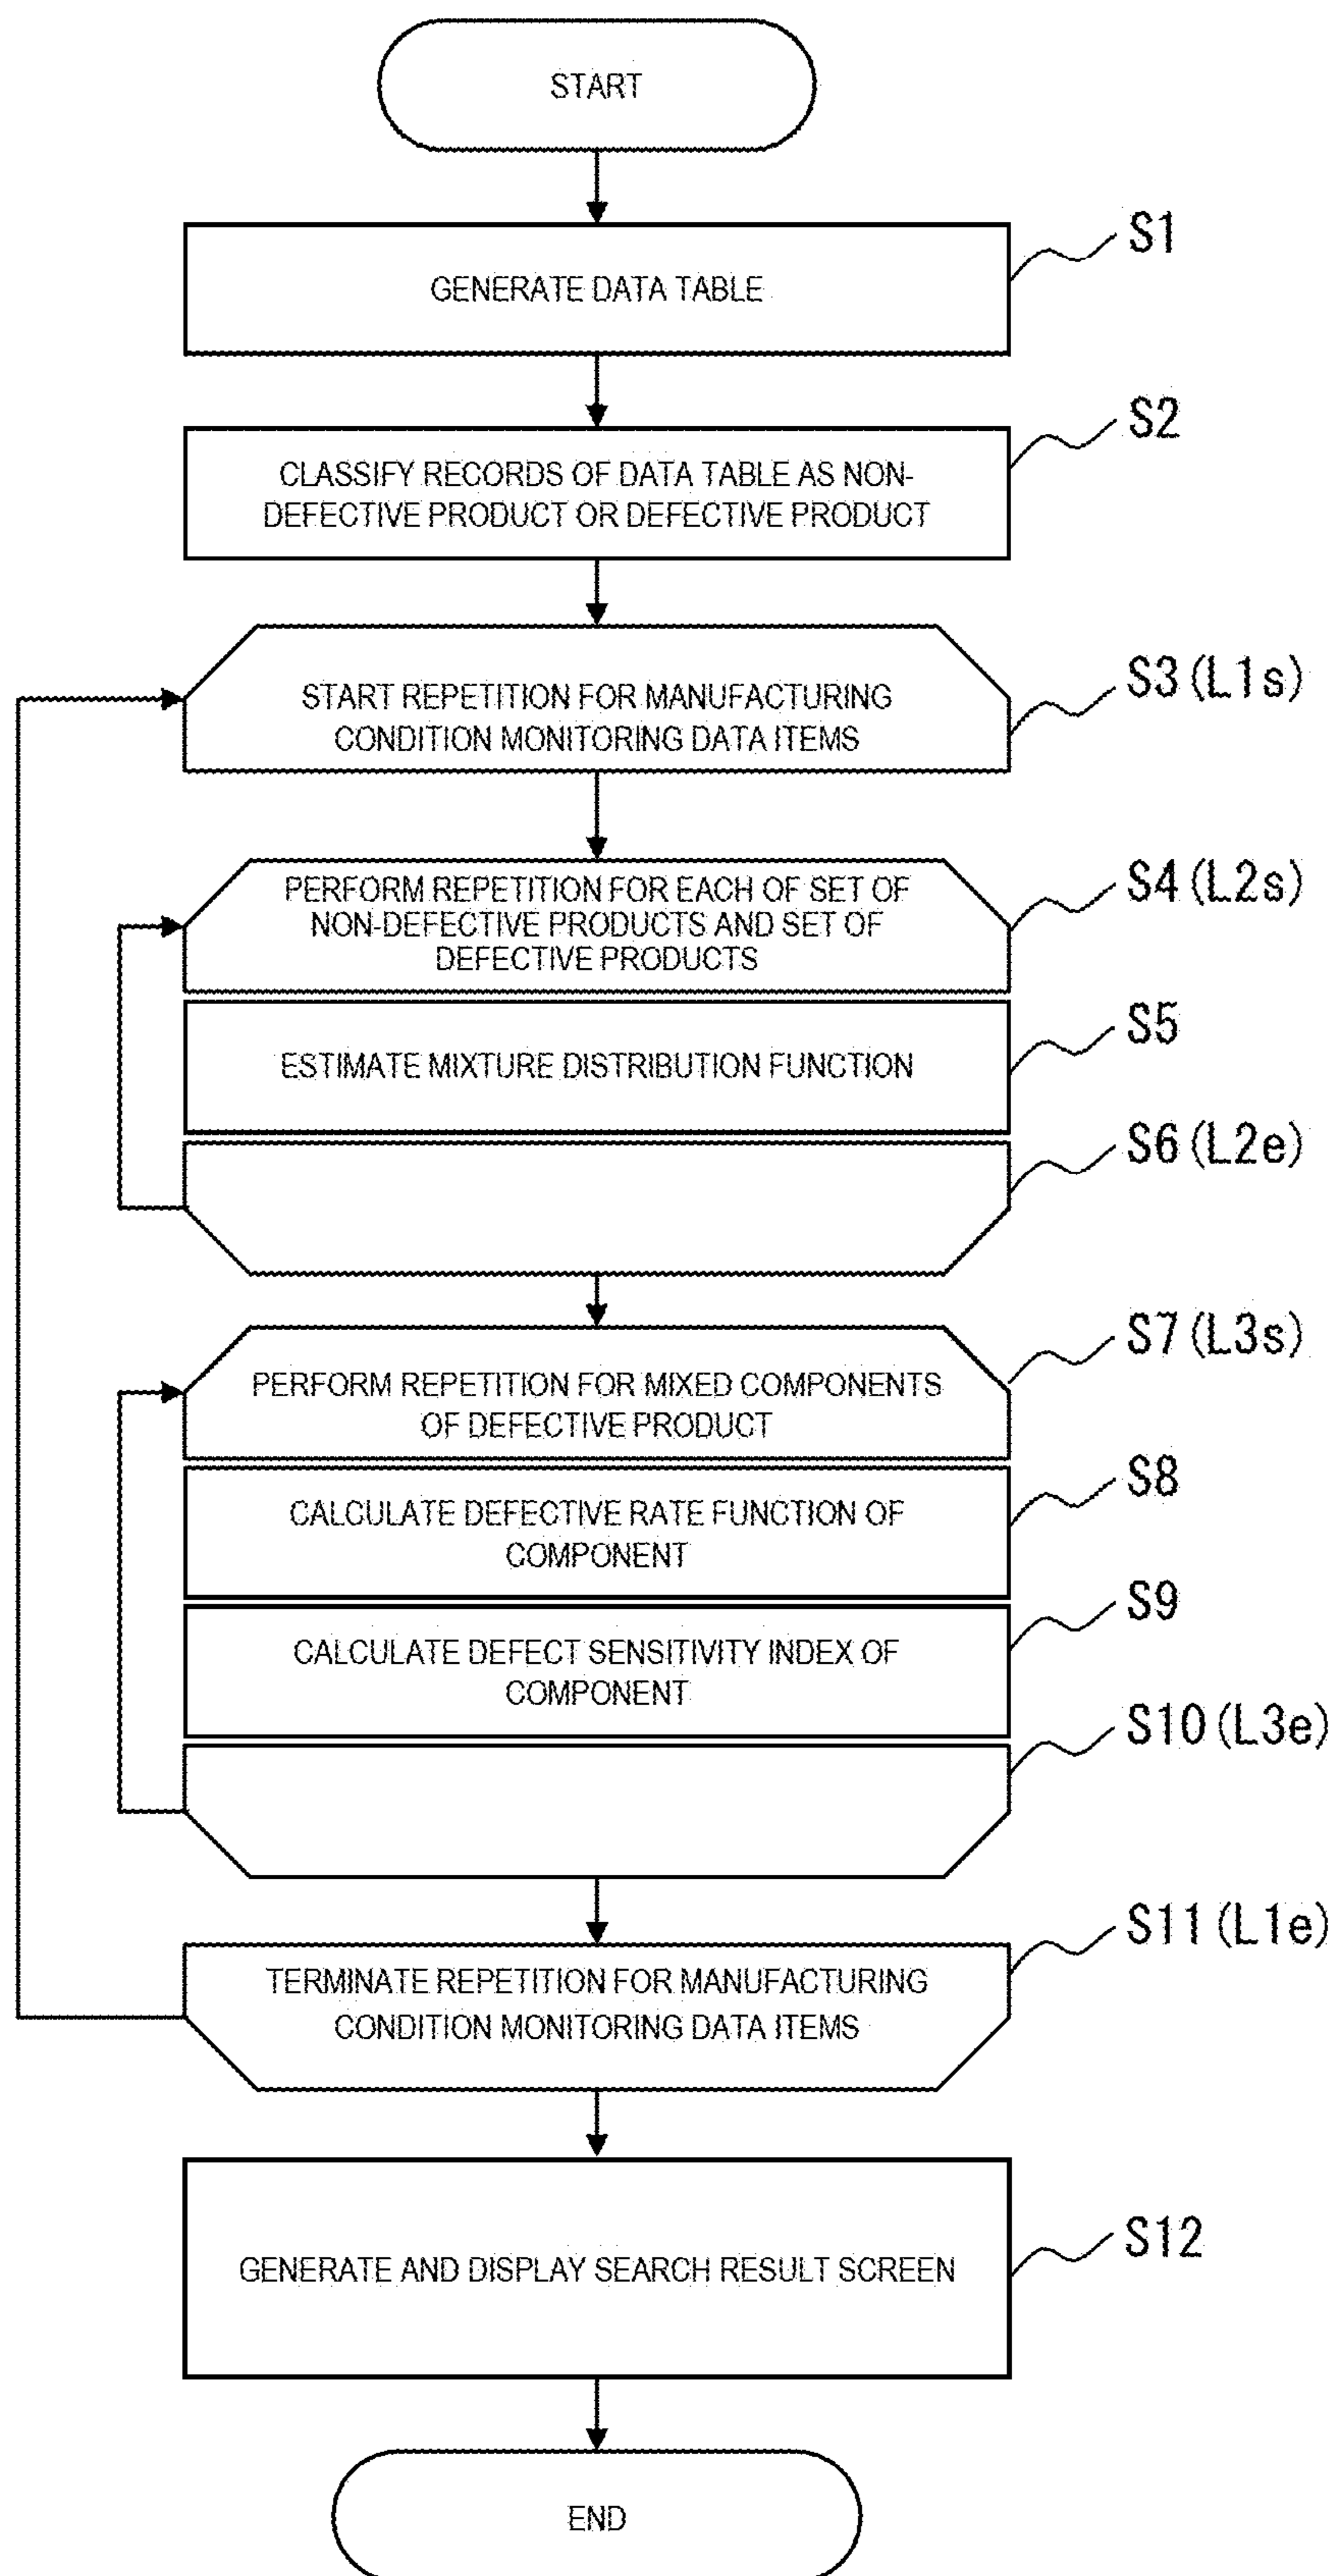 START
S1
GENERATE DATA TABLE
S2
CLASSIFY RECORDS OF DATA TABLE AS NON-
DEFECTIVE PRODUCT OR DEFECTIVE PRODUCT
S3 (L1s)
START REPETITION FOR MANUFACTURING
CONDITION MONITORING DATA ITEMS
S4 (L2s)
PERFORM REPETITION FOR EACH OF SET OF
NON-DEFECTIVE PRODUCTS AND SET OF
DEFECTIVE PRODUCTS
S5
ESTIMATE MIXTURE DISTRIBUTION FUNCTION
S6 (L2e)
S7 (L3s)
PERFORM REPETITION FOR MIXED COMPONENTS
OF DEFECTIVE PRODUCT
S8
CALCULATE DEFECTIVE RATE FUNCTION OF
COMPONENT
S9
CALCULATE DEFECT SENSITIVITY INDEX OF
COMPONENT
S10 (L3e)
S11 (L1e)
TERMINATE REPETITION FOR MANUFACTURING
CONDITION MONITORING DATA ITEMS
S12
GENERATE AND DISPLAY SEARCH RESULT SCREEN
END